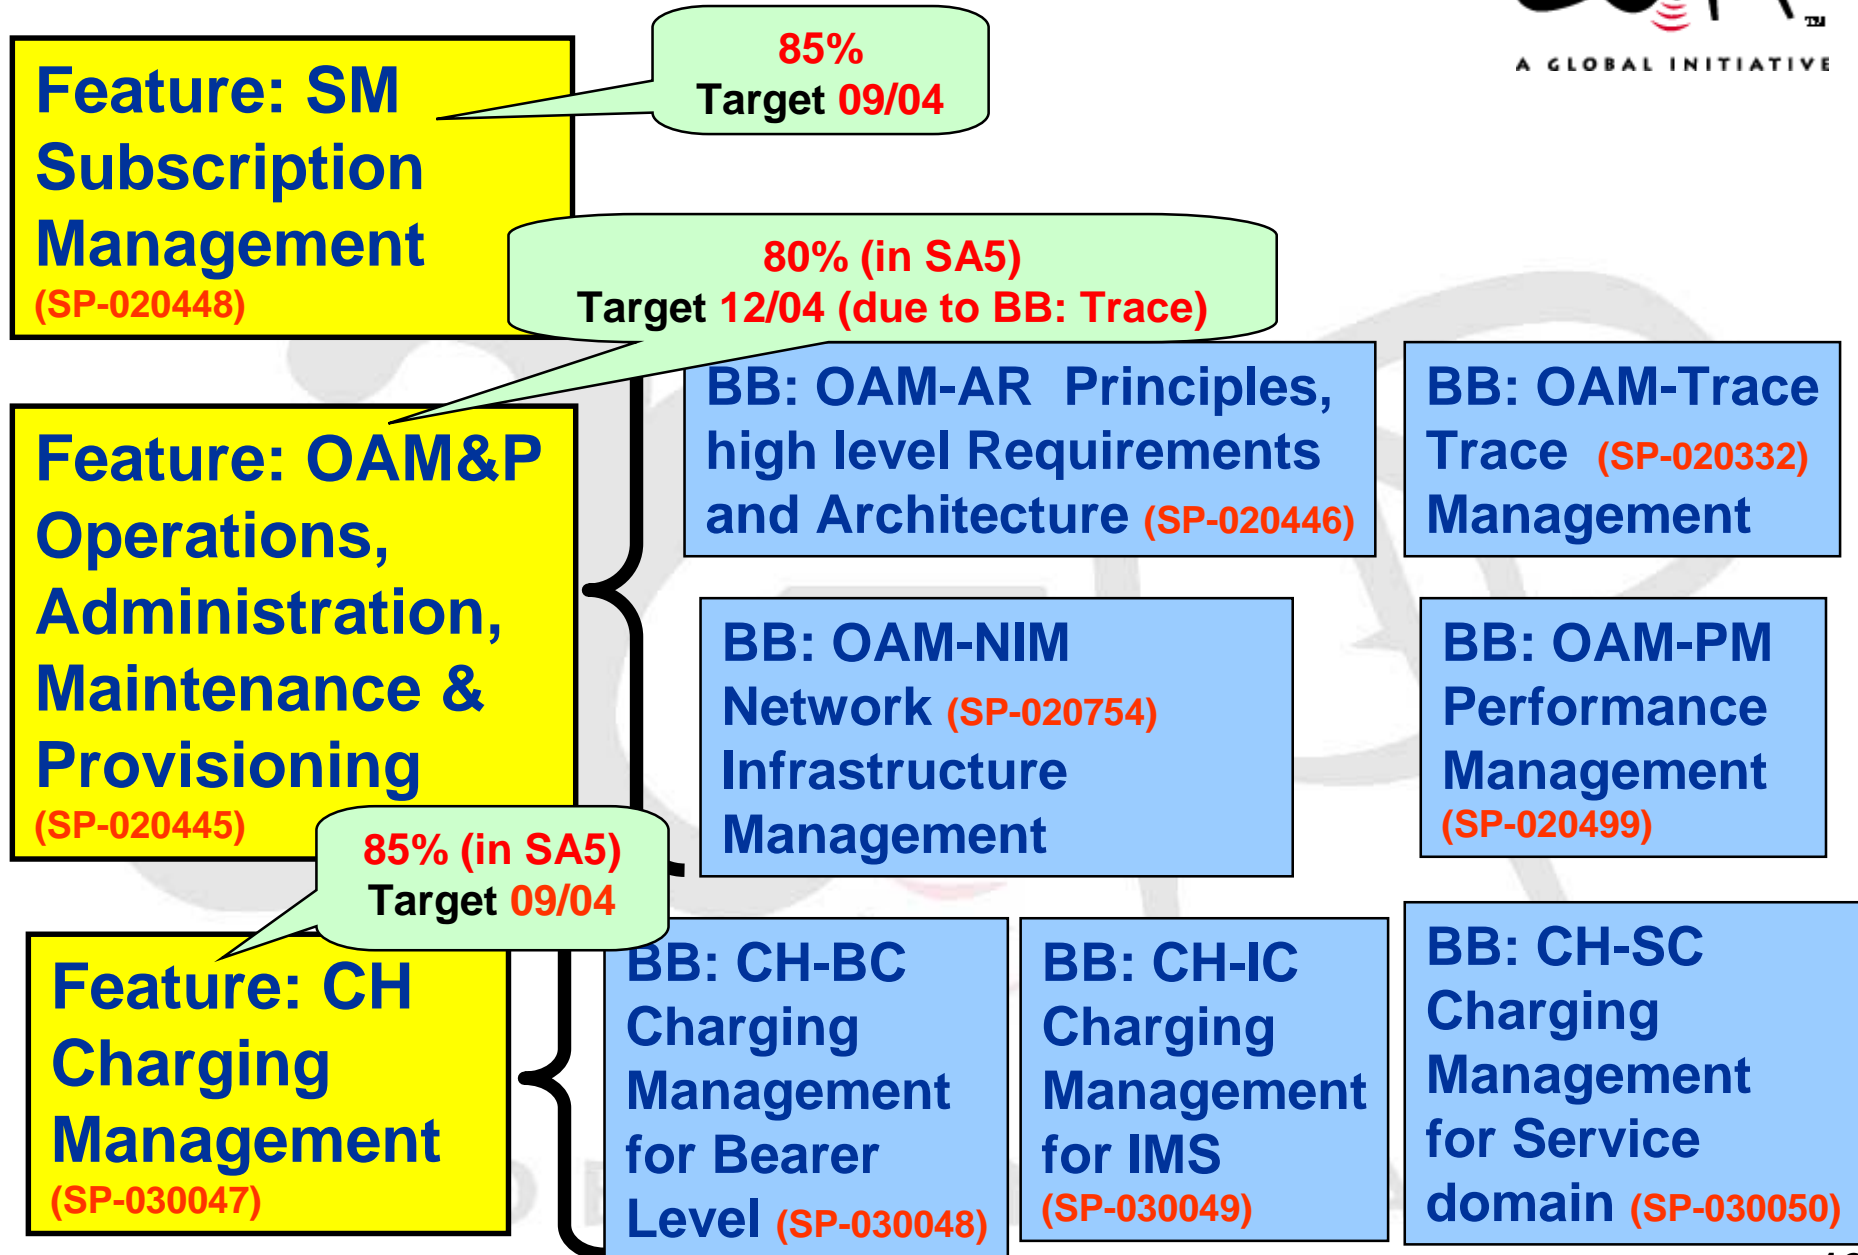 TM
A GLOBAL INITIATIVE
85%
Target 09/04
Feature: SM
Subscription
Management
(SP-020448)
80% (in SA5)
Target 12/04 (due to BB: Trace)
Feature: OAM&P
Operations,
Administration,
Maintenance &
Provisioning
(SP-020445)
BB: OAM-AR Principles,
high level Requirements
and Architecture (SP-020446)
BB: OAM-Trace
Trace (SP-020332)
Management
BB: OAM-NIM
Network (SP-020754)
Infrastructure
Management
BB: OAM-PM
Performance
Management
(SP-020499)
85% (in SA5)
Target 09/04
Feature: CH
Charging
Management
(SP-030047)
BB: CH-BC
Charging
Management
for Bearer
Level (SP-030048)
BB: CH-IC
Charging
Management
for IMS
(SP-030049)
BB: CH-SC
Charging
Management
for Service
domain (SP-030050)